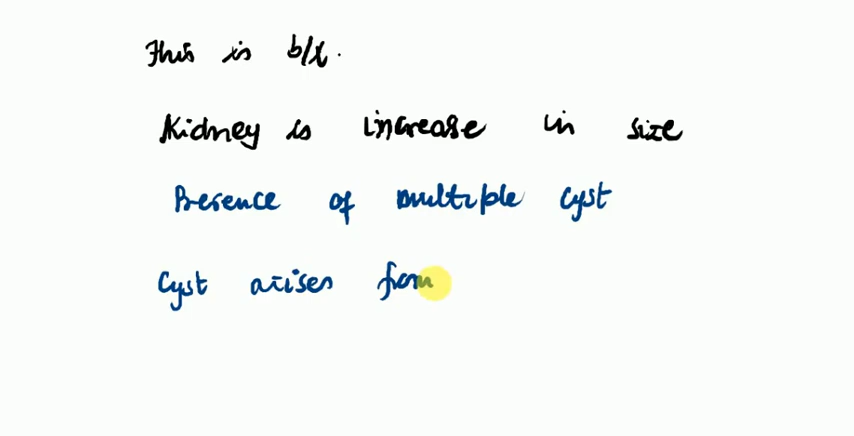 This is b/l.
Kidney is increase in size
Presence of multiple cyst
Cyst arises from